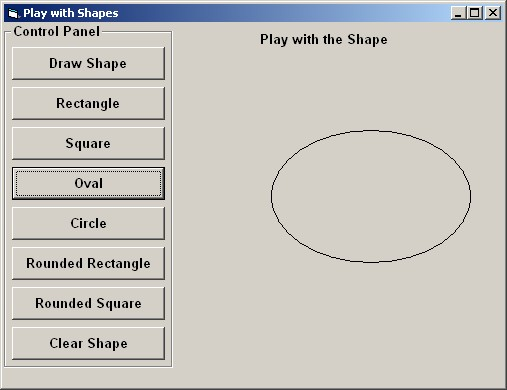 Play with Shapes
Control Panel
Draw Shape
Rectangle
Square
Oval
Circle
Rounded Rectangle
Rounded Square
Clear Shape
Play with the Shape